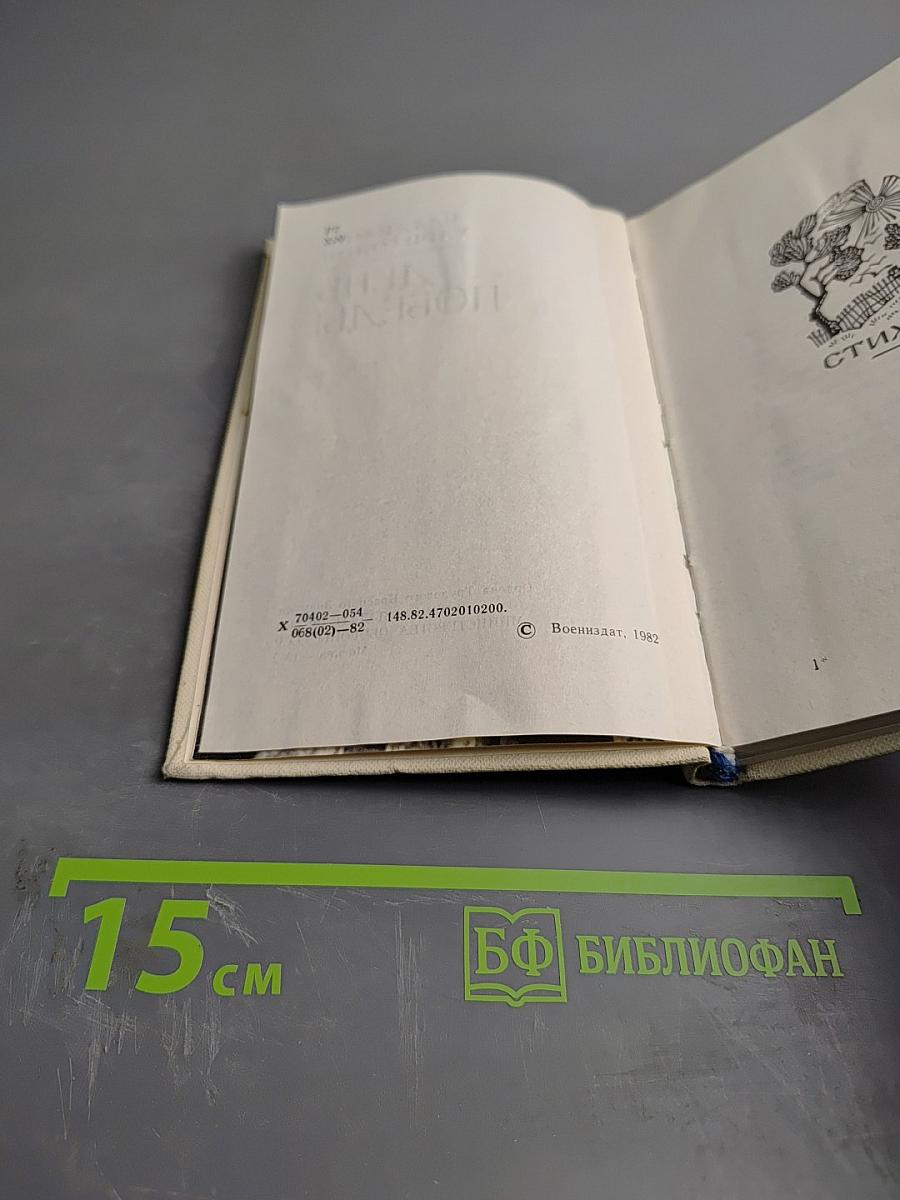 СТИХ
X 70402—054
068(02)—82
148.82.4702010200.
© Воениздат, 1982
1*
15 см
БФ БИБЛИОФАН